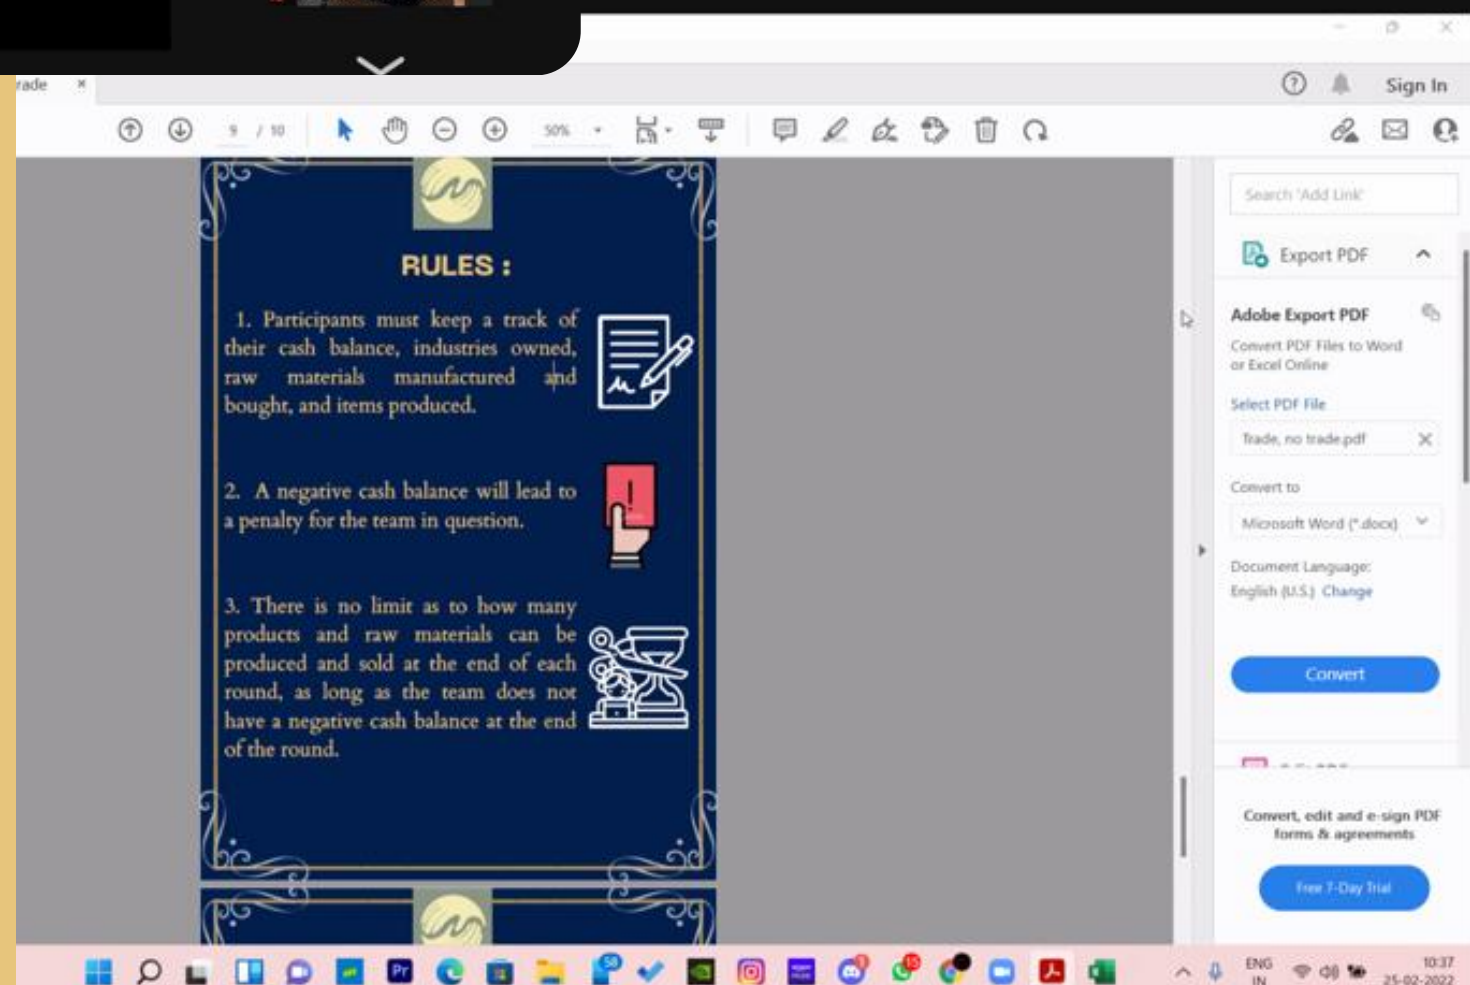 rade
Sign In
9 / 10
50%
RULES :
1. Participants must keep a track of
their cash balance, industries owned,
raw materials manufactured and
bought, and items produced.
2. A negative cash balance will lead to
a penalty for the team in question.
3. There is no limit as to how many
products and raw materials can be
produced and sold at the end of each
round, as long as the team does not
have a negative cash balance at the end
of the round.
Search 'Add Link'
Export PDF
Adobe Export PDF
Convert PDF Files to Word
or Excel Online
Select PDF File
Trade, no trade.pdf
Convert to
Microsoft Word (*.docx)
Document Language:
English (U.S.) Change
Convert
Convert, edit and e-sign PDF
forms & agreements
Free 7-Day Trial
Pr
58
15
ENG
IN
10:37
25-02-2022